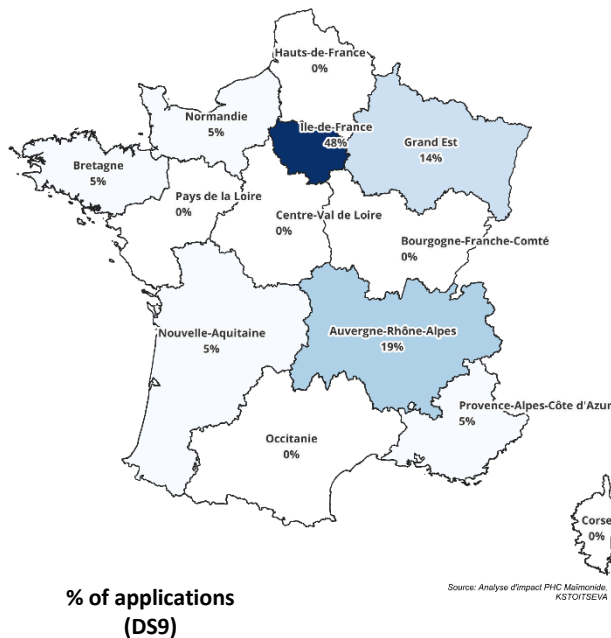 Hauts-de-France
0%
Normandie
5%
Île-de-France
48%
Grand Est
14%
Bretagne
5%
Pays de la Loire
0%
Centre-Val de Loire
0%
Bourgogne-Franche-Comté
0%
Nouvelle-Aquitaine
5%
Auvergne-Rhône-Alpes
19%
Provence-Alpes-Côte d'Azur
5%
Occitanie
0%
Corse
0%
Source: Analyse d'impact PHC Maïmonide,
KSTOITSEVA
% of applications
(DS9)